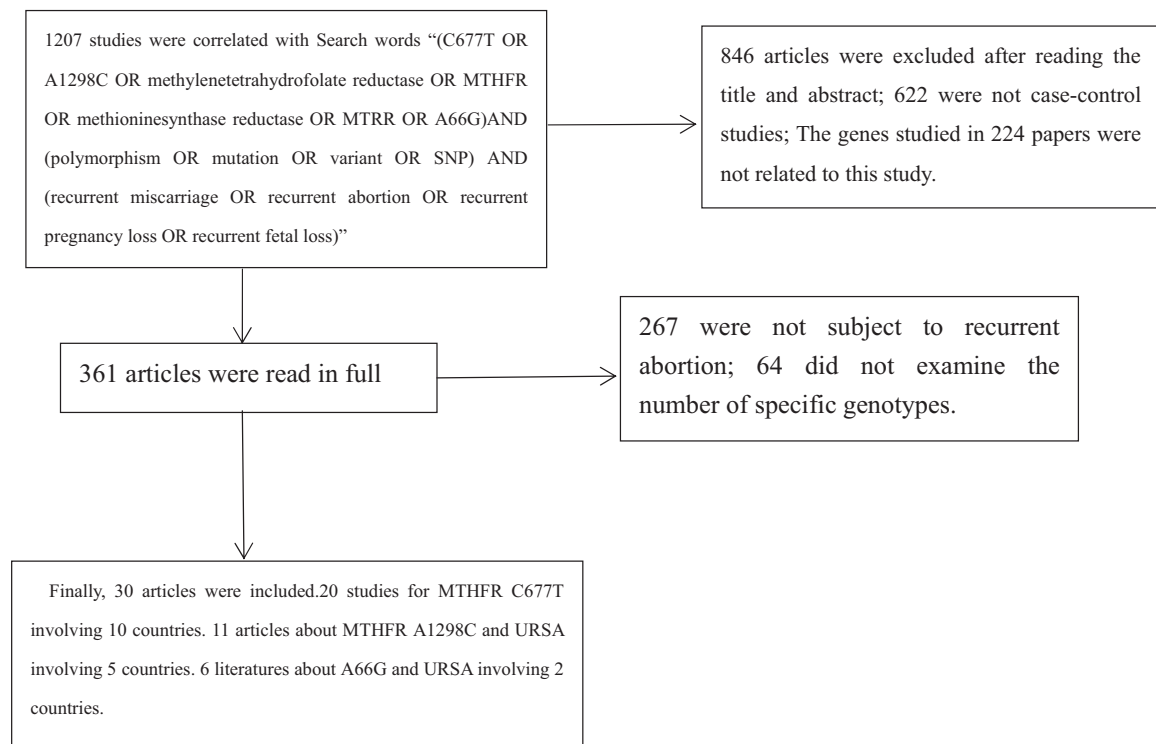 1207 studies were correlated with Search words “(C677T OR
A1298C OR methylenetetrahydrofolate reductase OR MTHFR
OR methioninesynthase reductase OR MTRR OR A66G)AND
(polymorphism OR mutation OR variant OR SNP) AND
(recurrent miscarriage OR recurrent abortion OR recurrent
pregnancy loss OR recurrent fetal loss)”
846 articles were excluded after reading the
title and abstract; 622 were not case-control
studies; The genes studied in 224 papers were
not related to this study.
361 articles were read in full
267 were not subject to recurrent
abortion; 64 did not examine the
number of specific genotypes.
Finally, 30 articles were included.20 studies for MTHFR C677T
involving 10 countries. 11 articles about MTHFR A1298C and URSA
involving 5 countries. 6 literatures about A66G and URSA involving 2
countries.